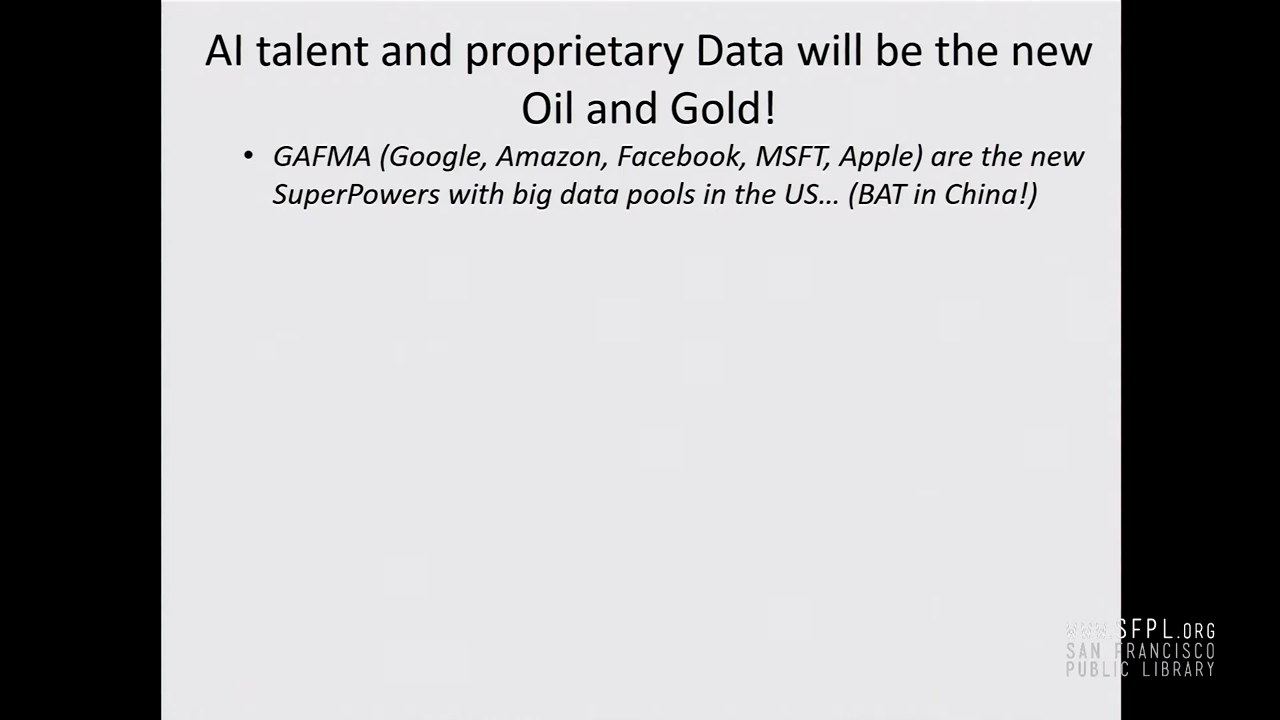 AI talent and proprietary Data will be the new
Oil and Gold!
• GAFMA (Google, Amazon, Facebook, MSFT, Apple) are the new
SuperPowers with big data pools in the US... (BAT in China!)
WWW.SFPL.ORG
SAN FRANCISCO
PUBLIC LIBRARY